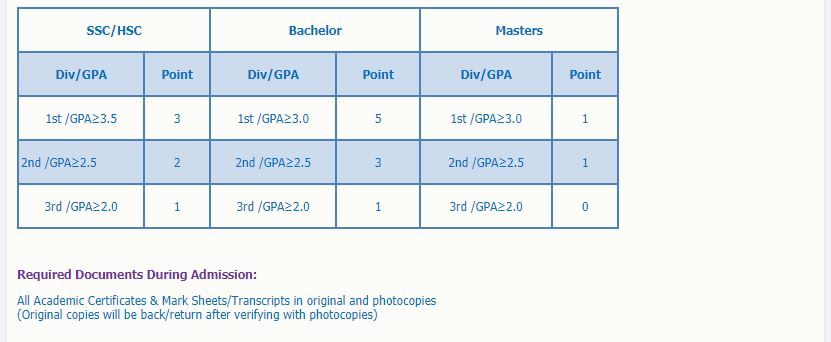 SSC/HSC Bachelor Masters
Div/GPA Point Div/GPA Point Div/GPA Point
1st /GPA≥3.5 3 1st /GPA≥3.0 5 1st /GPA≥3.0 1
2nd /GPA≥2.5 2 2nd /GPA≥2.5 3 2nd /GPA≥2.5 1
3rd /GPA≥2.0 1 3rd /GPA≥2.0 1 3rd /GPA≥2.0 0
Required Documents During Admission:
All Academic Certificates & Mark Sheets/Transcripts in original and photocopies
(Original copies will be back/return after verifying with photocopies)